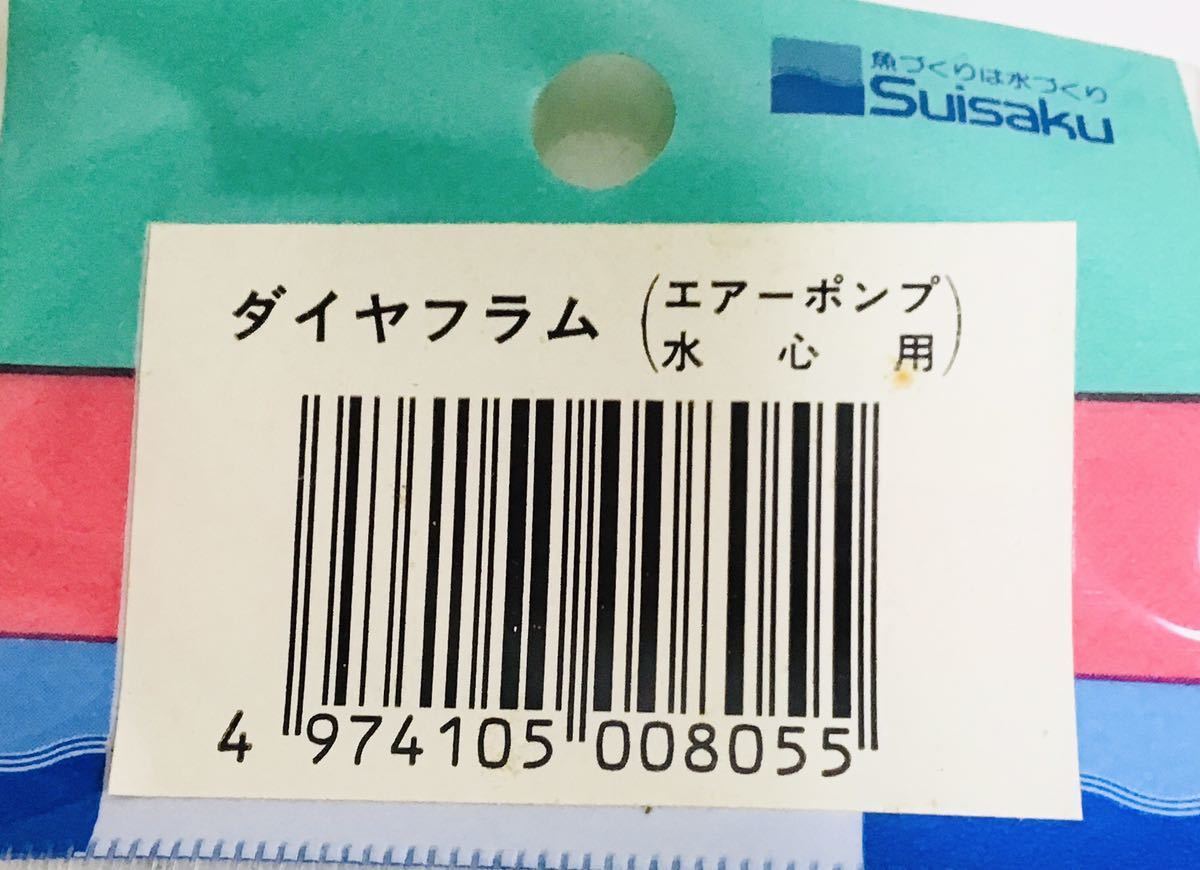 魚づくりは水づくり
Suisaku
ダイヤフラム (エアーポンプ
水心用)
4 974105 008055